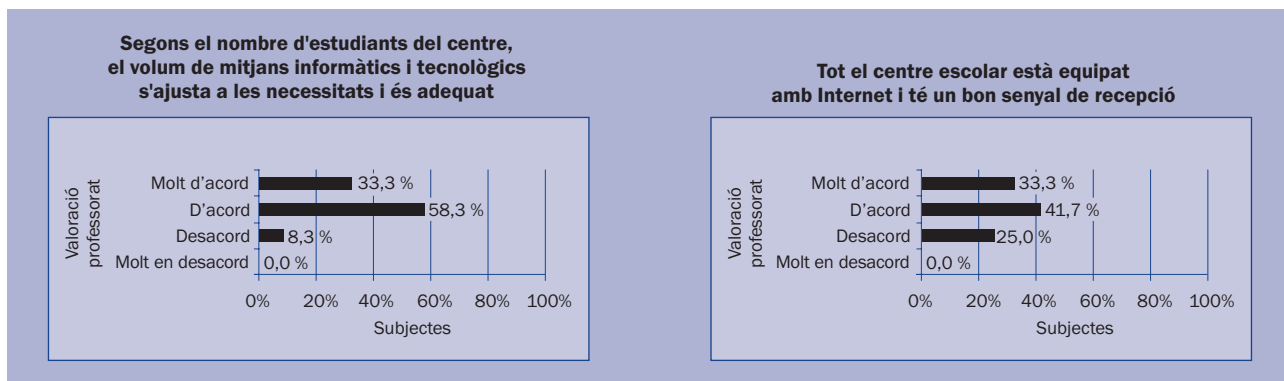 Segons el nombre d'estudiants del centre,
el volum de mitjans informàtics i tecnològics
s'ajusta a les necessitats i és adequat
Valoració
professorat
Molt d'acord 33,3 %
D'acord 58,3 %
Desacord 8,3 %
Molt en desacord 0,0 %
0% 20% 40% 60% 80% 100%
Subjectes
Tot el centre escolar està equipat
amb Internet i té un bon senyal de recepció
Valoració
professorat
Molt d'acord 33,3 %
D'acord 41,7 %
Desacord 25,0 %
Molt en desacord 0,0 %
0% 20% 40% 60% 80% 100%
Subjectes